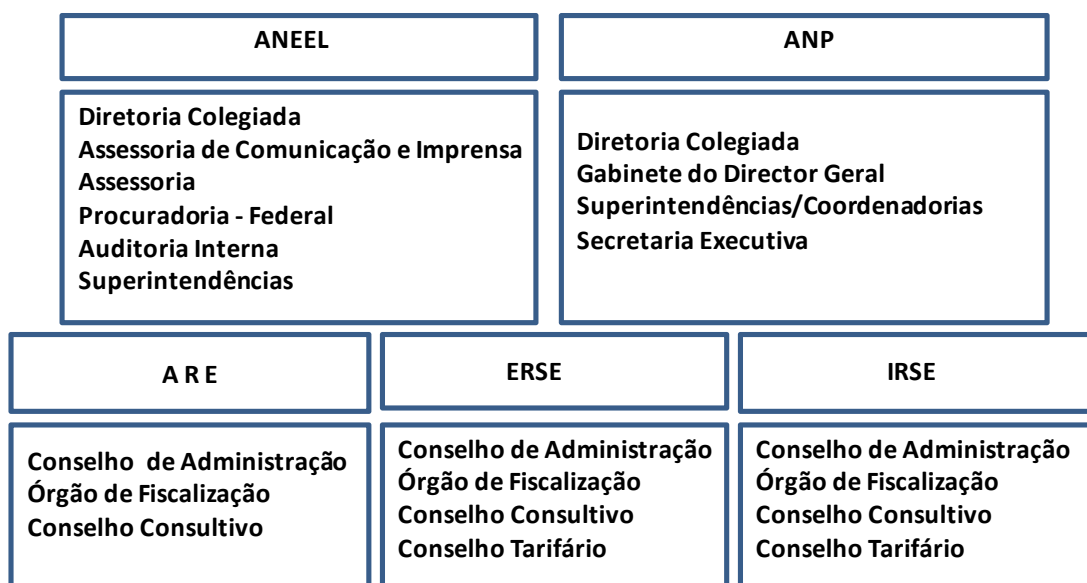 ANEEL
Diretoria Colegiada
Assessoria de Comunicação e Imprensa
Assessoria
Procuradoria - Federal
Auditoria Interna
Superintendências
ANP
Diretoria Colegiada
Gabinete do Director Geral
Superintendências/Coordenadorias
Secretaria Executiva
A R E
Conselho de Administração
Órgão de Fiscalização
Conselho Consultivo
ERSE
Conselho de Administração
Órgão de Fiscalização
Conselho Consultivo
Conselho Tarifário
IRSE
Conselho de Administração
Órgão de Fiscalização
Conselho Consultivo
Conselho Tarifário